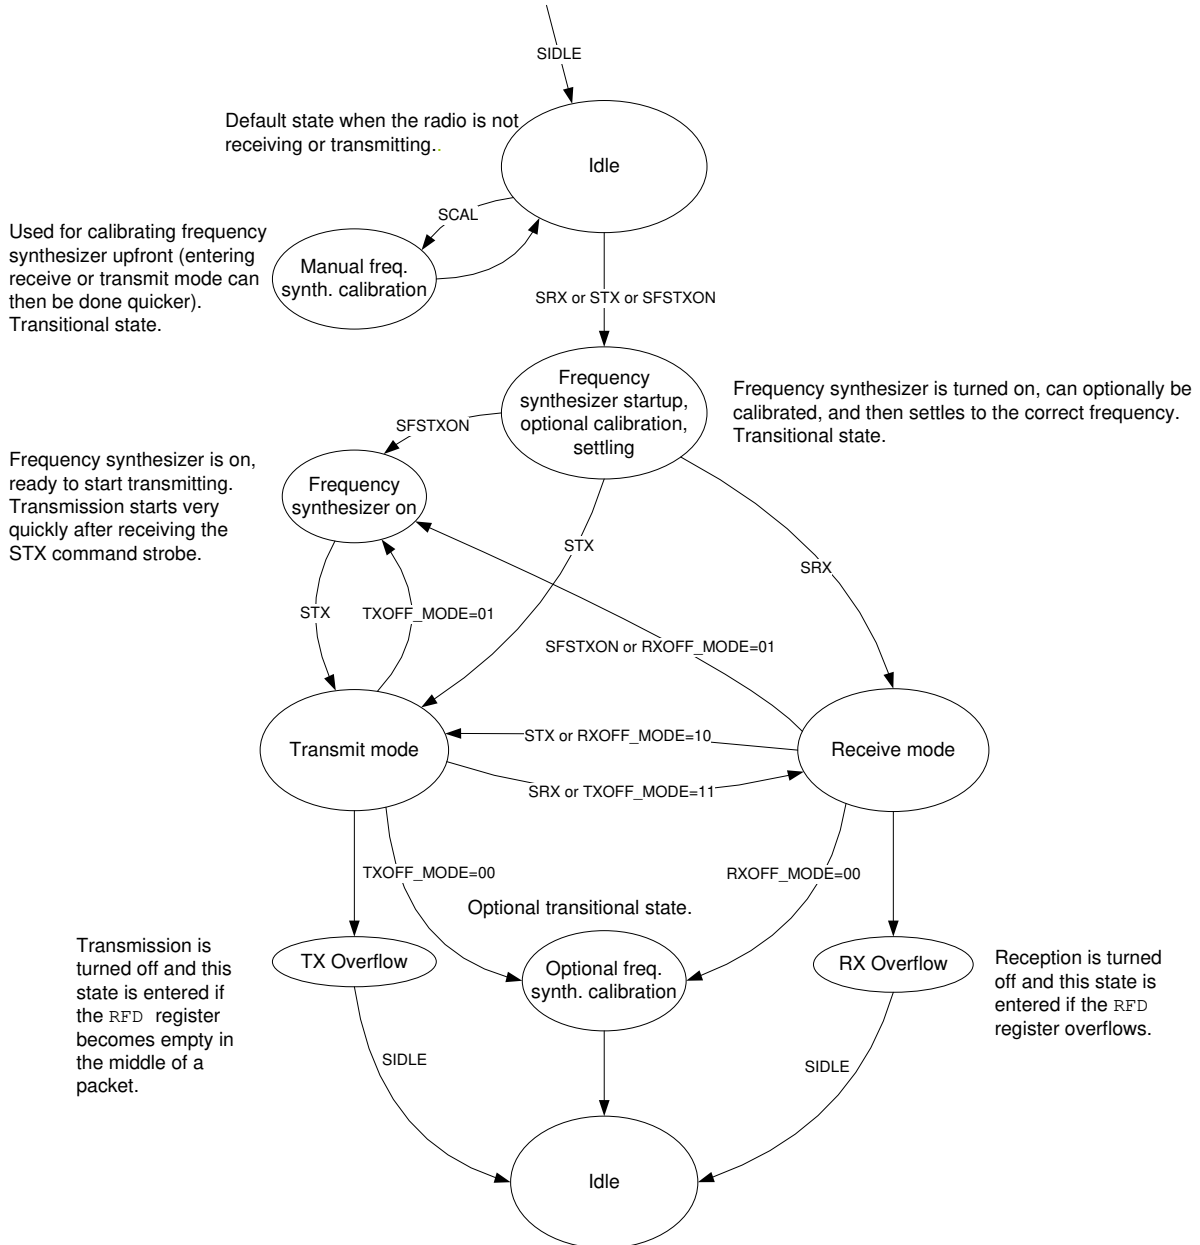 SIDLE
Default state when the radio is not
receiving or transmitting..
Idle
SCAL
Used for calibrating frequency
synthesizer upfront (entering
receive or transmit mode can
then be done quicker).
Transitional state.
Manual freq.
synth. calibration
SRX or STX or SFSTXON
Frequency
synthesizer startup,
optional calibration,
settling
Frequency synthesizer is turned on, can optionally be
calibrated, and then settles to the correct frequency.
Transitional state.
SFSTXON
Frequency synthesizer is on,
ready to start transmitting.
Transmission starts very
quickly after receiving the
STX command strobe.
Frequency
synthesizer on
STX
SRX
STX
TXOFF_MODE=01
SFSTXON or RXOFF_MODE=01
Transmit mode
STX or RXOFF_MODE=10
Receive mode
SRX or TXOFF_MODE=11
TXOFF_MODE=00
RXOFF_MODE=00
Optional transitional state.
Transmission is
turned off and this
state is entered if
the RFD register
becomes empty in
the middle of a
packet.
TX Overflow
Optional freq.
synth. calibration
RX Overflow
Reception is turned
off and this state is
entered if the RFD
register overflows.
SIDLE
SIDLE
Idle